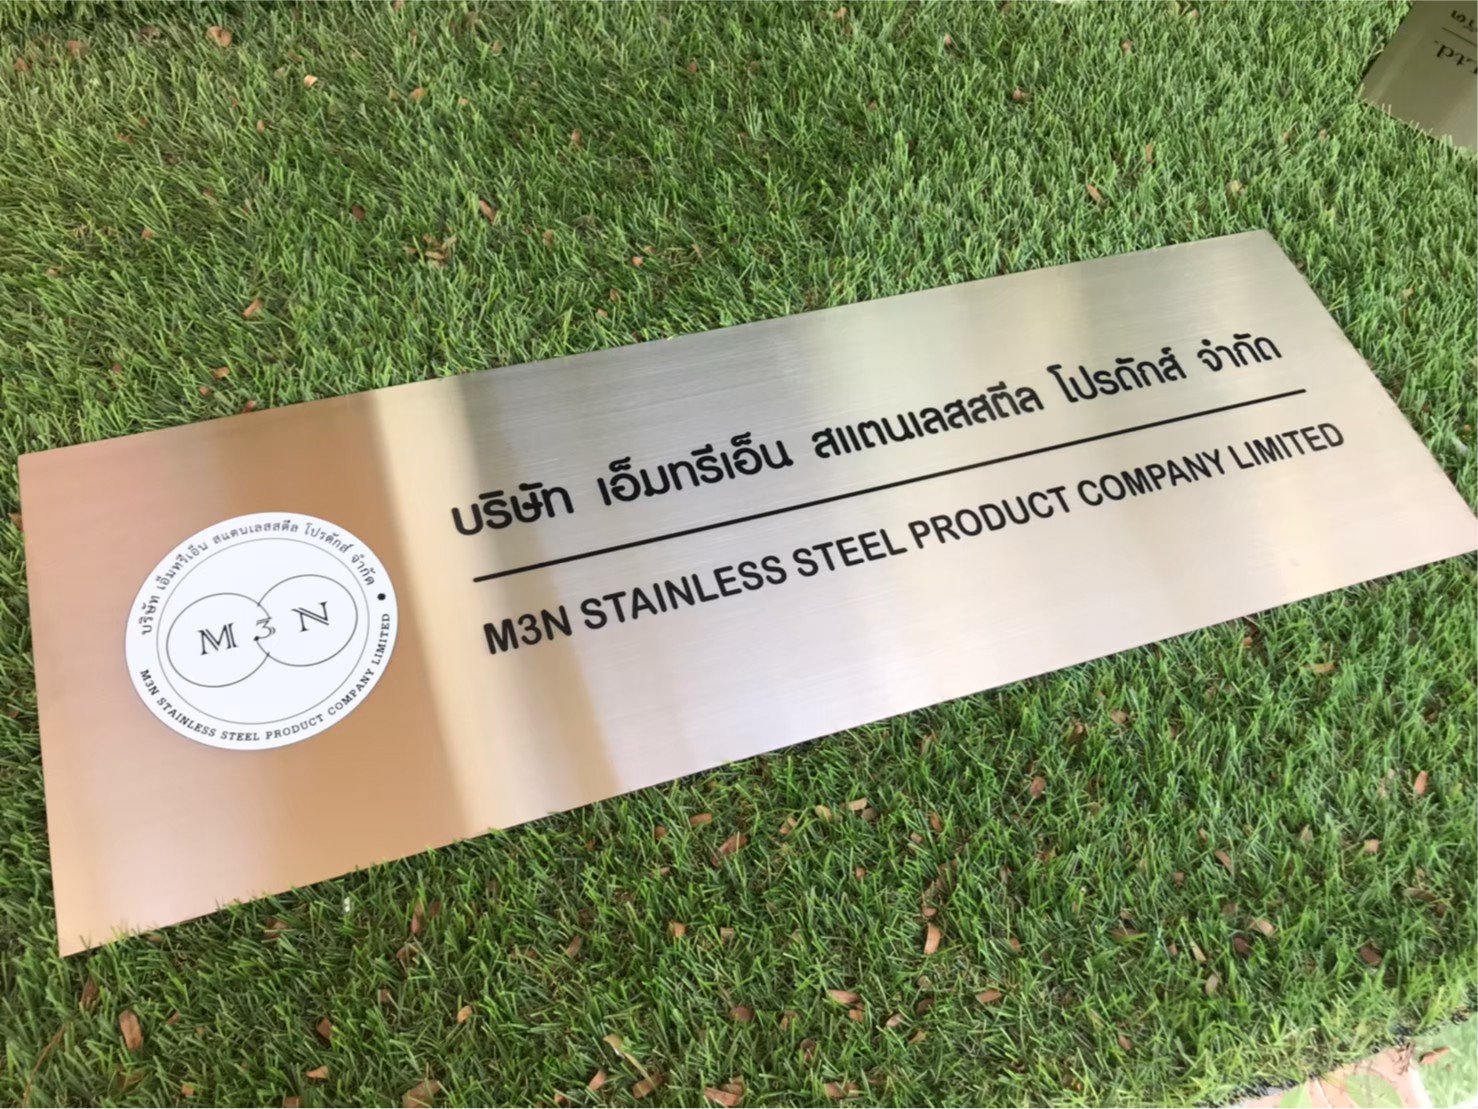 บริษัท เอ็มทรีเอ็น สแตนเลสสตีล โปรดักส์ จำกัด
M3N STAINLESS STEEL PRODUCT COMPANY LIMITED
บริษัท เอ็มทรีเอ็น สแตนเลสสตีล โปรดักส์ จำกัด
M 3 N
M3N STAINLESS STEEL PRODUCT COMPANY LIMITED